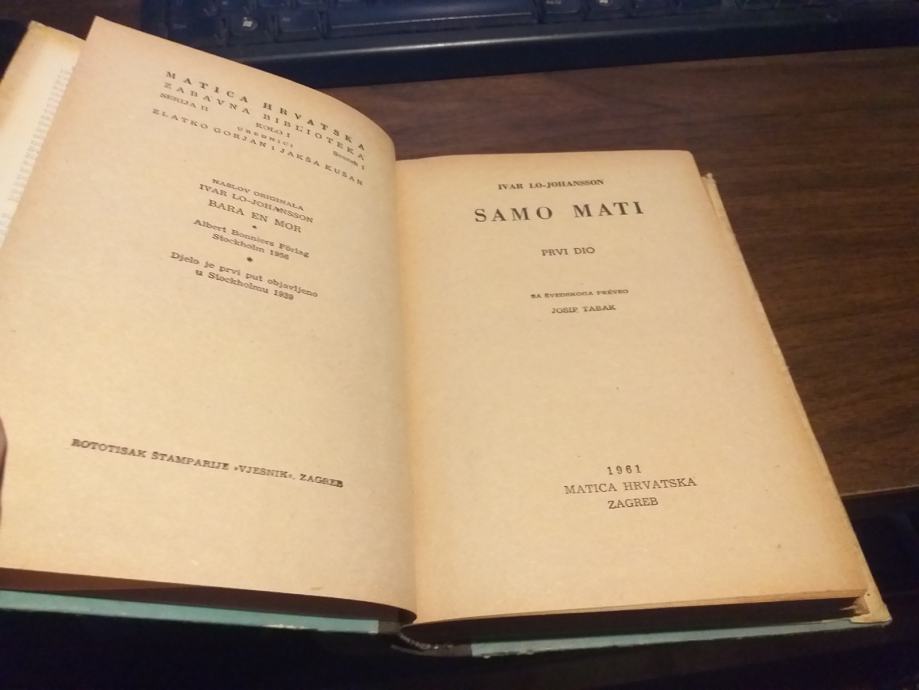 MATICA HRVATSKA
ZABAVNA BIBLIOTEKA
SERIJA II KOLO I Svezak 1
UREDNICI
ZLATKO GORJAN I JAKŠA KUŠAN
NASLOV ORIGINALA
IVAR LO-JOHANSSON
BARA EN MOR
*
Albert Bonniers Förlag
Stockholm 1956
*
Djelo je prvi put objavljeno
u Stockholmu 1939
ROTOTISAK ŠTAMPARIJE »VJESNIK«, ZAGREB
IVAR LO-JOHANSSON
SAMO MATI
PRVI DIO
SA ŠVEDSKOGA PREVEO
JOSIP TABAK
1961
MATICA HRVATSKA
ZAGREB